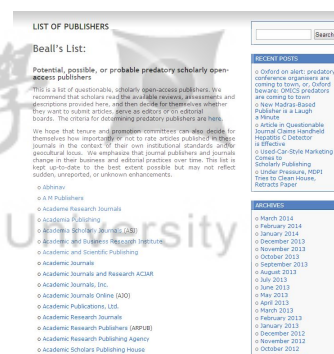 LIST OF PUBLISHERS
Beall's List:
Potential, possible, or probable predatory scholarly open-
access publishers
This is a list of questionable, scholarly open-access publishers. We
recommend that scholars read the available reviews, assessments and
descriptions provided here, and then decide for themselves whether
they want to submit articles, serve as editors or on editorial
boards. The criteria for determining predatory publishers are here.
We hope that tenure and promotion committees can also decide for
themselves how importantly or not to rate articles published in these
journals in the context of their own institutional standards and/or
geocultural locus. We emphasize that journal publishers and journals
change in their business and editorial practices over time. This list is
kept up-to-date to the best extent possible but may not reflect
sudden, unreported, or unknown enhancements.
o Abhinav
o A M Publishers
o Academe Research Journals
o Academia Publishing
o Academia Scholarly Journals (ASJ)
o Academic and Business Research Institute
o Academic and Scientific Publishing
o Academic Journals
o Academic Journals and Research ACJAR
o Academic Journals, Inc.
o Academic Journals Online (AJO)
o Academic Publications, Ltd.
o Academic Research Journals
o Academic Research Publishers (ARPUB)
o Academic Research Publishing Agency
o Academic Scholars Publishing House
Search
RECENT POSTS
o Oxford on alert: predatory
conference organisers are
coming to town, or, Oxford
beware: OMICS predators
are coming to town
o New Madras-Based
Publisher is a Laugh
a Minute
o Article in Questionable
Journal Claims Handheld
Hepatitis C Detector
is Effective
o Used-Car-Style Marketing
Comes to
Scholarly Publishing
o Under Pressure, MDPI
Tries to Clean House,
Retracts Paper
ARCHIVES
o March 2014
o February 2014
o January 2014
o December 2013
o November 2013
o October 2013
o September 2013
o August 2013
o July 2013
o June 2013
o May 2013
o April 2013
o March 2013
o February 2013
o January 2013
o December 2012
o November 2012
o October 2012
University